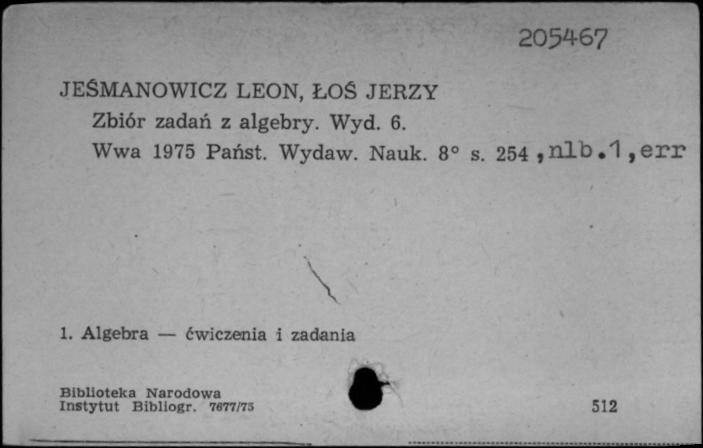 205467
JEŚMANOWICZ LEON, ŁOŚ JERZY
Zbiór zadań z algebry. Wyd. 6.
Wwa 1975 Państ. Wydaw. Nauk. 8° s. 254 ,nlb.1,err
1. Algebra — ćwiczenia i zadania
Biblioteka Narodowa
Instytut Bibliogr. 7677/75
512